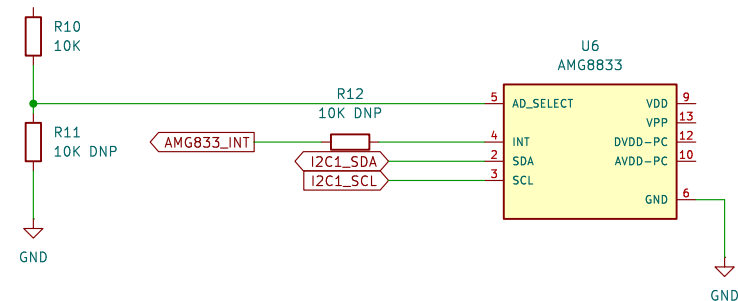 R10
10K
R11
10K DNP
GND
AMG833_INT
R12
10K DNP
I2C1_SDA
I2C1_SCL
U6
AMG8833
5 AD_SELECT
4 INT
2 SDA
3 SCL
VDD 9
VPP 13
DVDD-PC 12
AVDD-PC 10
GND 6
GND